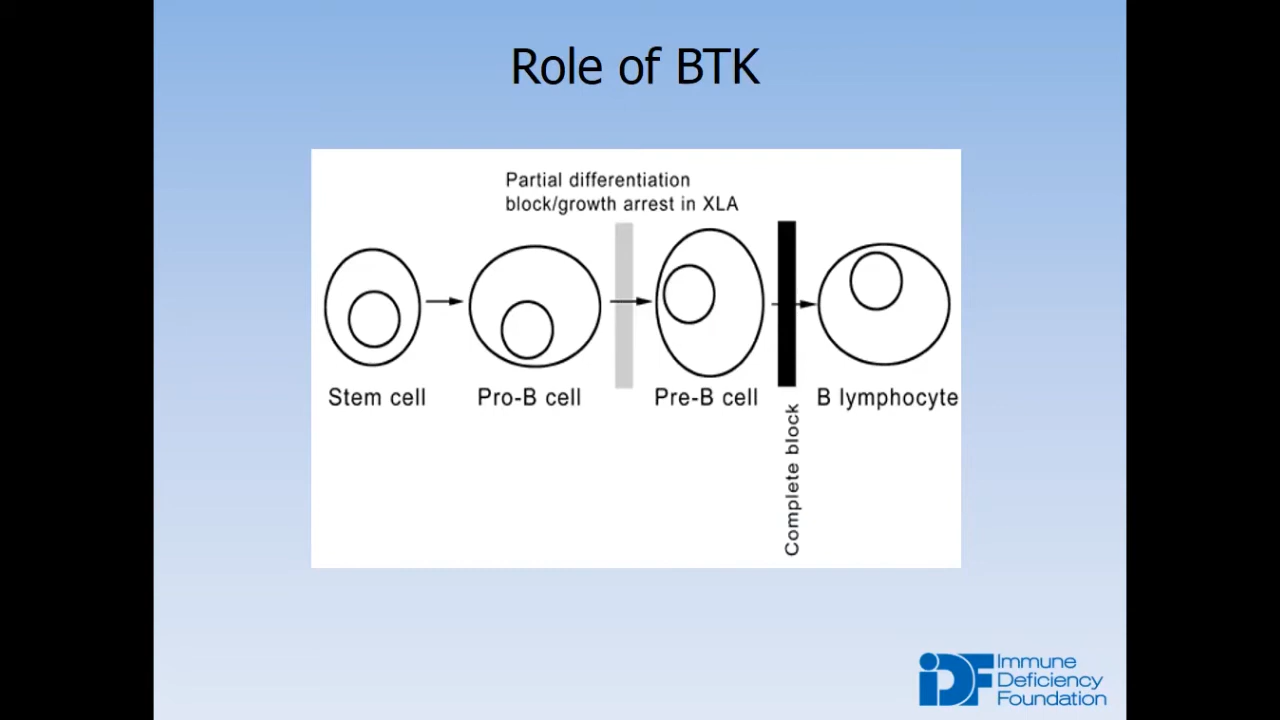 Role of BTK
Partial differentiation
block/growth arrest in XLA
Stem cell
Pro-B cell
Pre-B cell
B lymphocyte
Complete block
iDF
Immune
Deficiency
Foundation